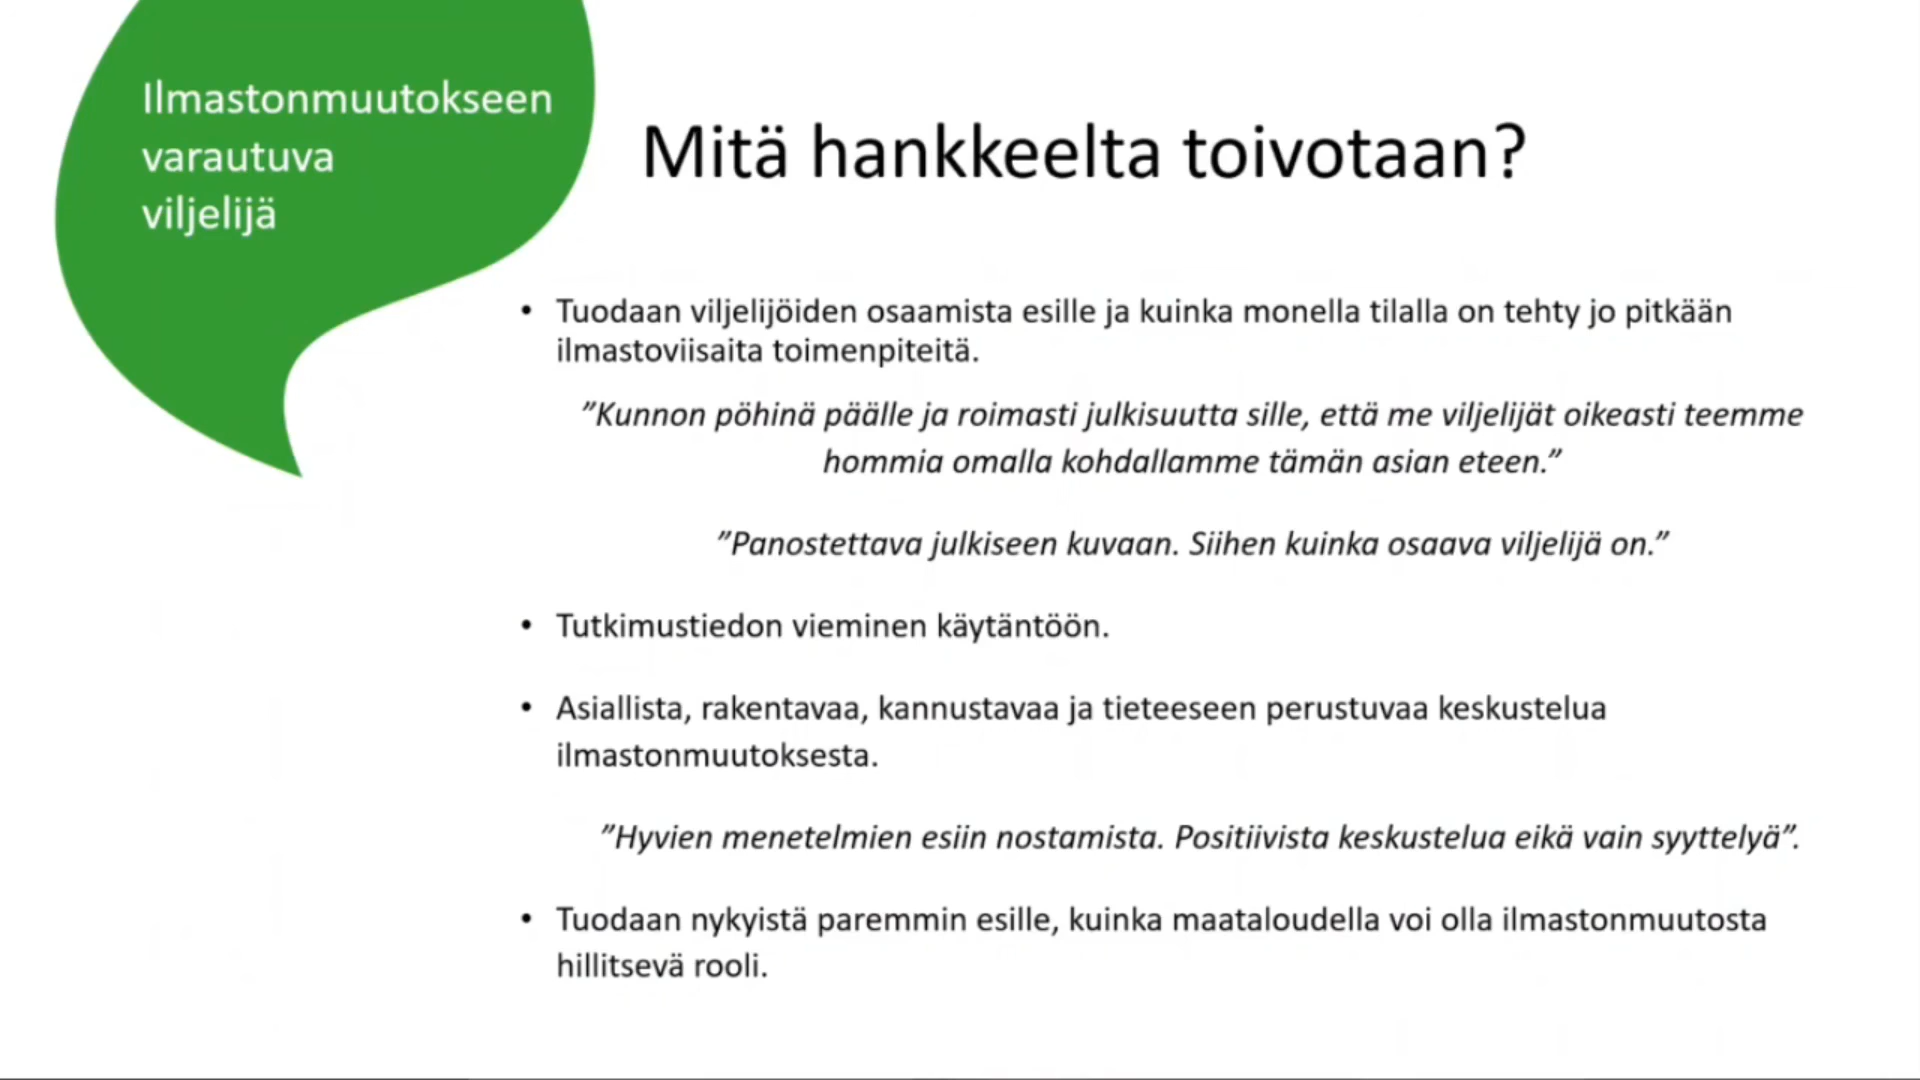 Ilmastonmuutokseen
varautuva
viljelijä
Mitä hankkeelta toivotaan?
• Tuodaan viljelijöiden osaamista esille ja kuinka monella tilalla on tehty jo pitkään
ilmastoviisaita toimenpiteitä.
”Kunnon pöhinä päälle ja roimasti julkisuutta sille, että me viljelijät oikeasti teemme
hommia omalla kohdallamme tämän asian eteen.”
”Panostettava julkiseen kuvaan. Siihen kuinka osaava viljelijä on.”
• Tutkimustiedon vieminen käytäntöön.
• Asiallista, rakentavaa, kannustavaa ja tieteeseen perustuvaa keskustelua
ilmastonmuutoksesta.
”Hyvien menetelmien esiin nostamista. Positiivista keskustelua eikä vain syyttelyä”.
• Tuodaan nykyistä paremmin esille, kuinka maataloudella voi olla ilmastonmuutosta
hillitsevä rooli.